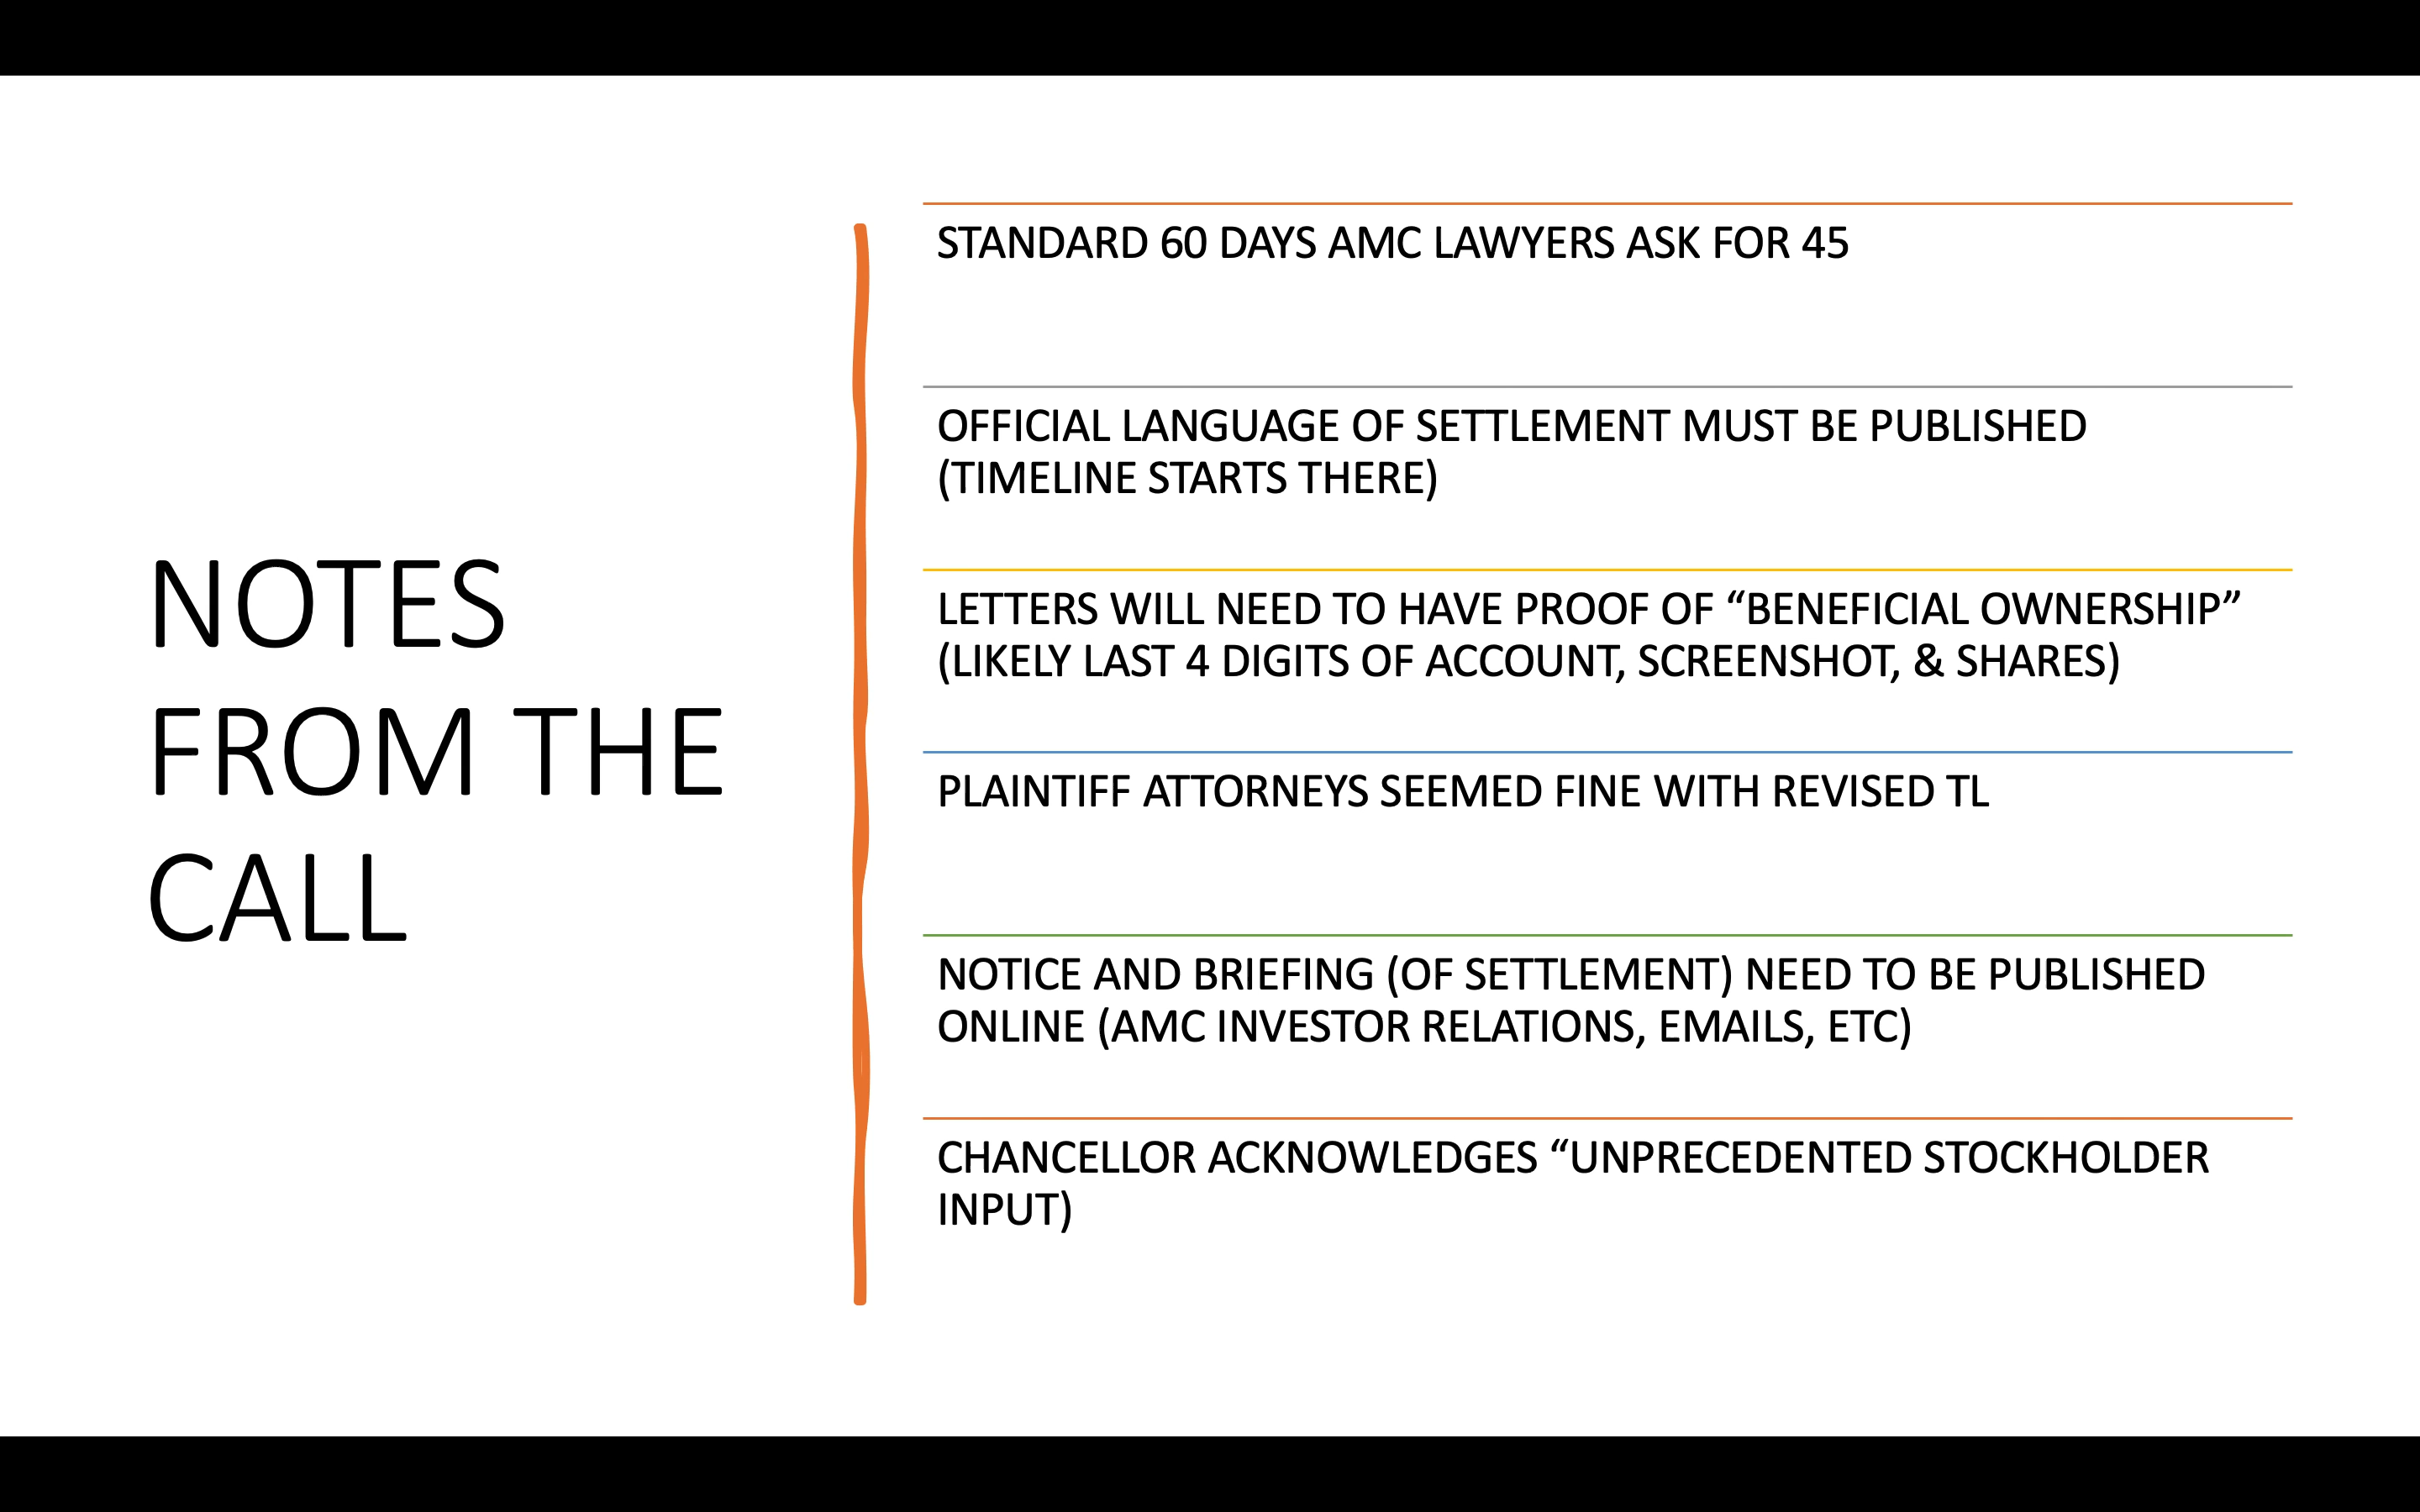 NOTES
FROM THE
CALL
STANDARD 60 DAYS AMC LAWYERS ASK FOR 45
OFFICIAL LANGUAGE OF SETTLEMENT MUST BE PUBLISHED
(TIMELINE STARTS THERE)
LETTERS WILL NEED TO HAVE PROOF OF “BENEFICIAL OWNERSHIP”
(LIKELY LAST 4 DIGITS OF ACCOUNT, SCREENSHOT, & SHARES)
PLAINTIFF ATTORNEYS SEEMED FINE WITH REVISED TL
NOTICE AND BRIEFING (OF SETTLEMENT) NEED TO BE PUBLISHED
ONLINE (AMC INVESTOR RELATIONS, EMAILS, ETC)
CHANCELLOR ACKNOWLEDGES “UNPRECEDENTED STOCKHOLDER
INPUT)